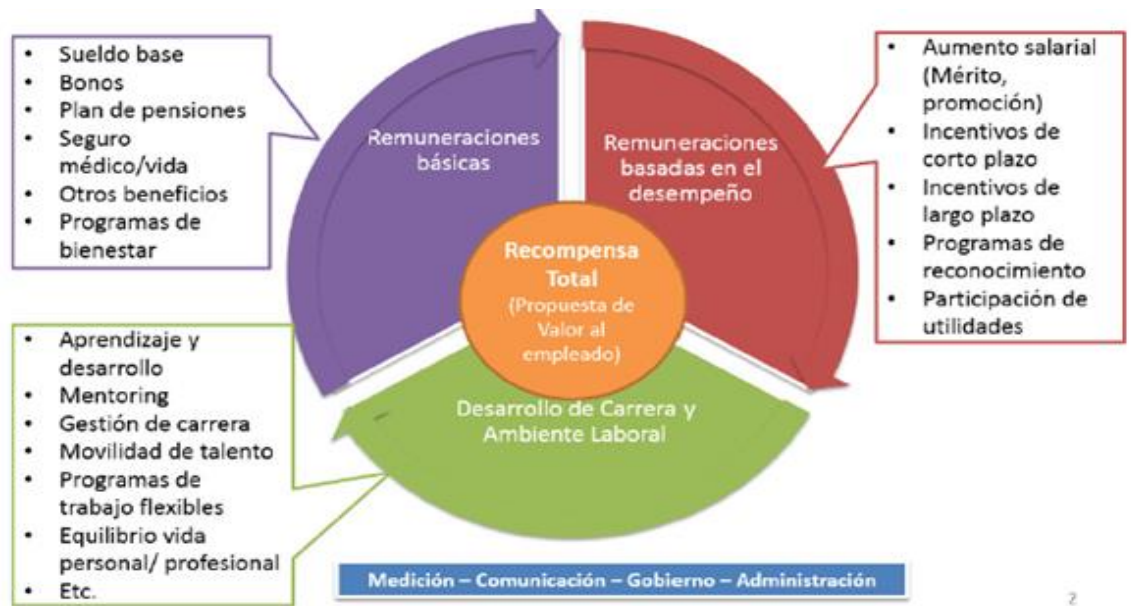 • Sueldo base
• Bonos
• Plan de pensiones
• Seguro
médico/vida
• Otros beneficios
• Programas de
bienestar
Remuneraciones
básicas
Remuneraciones
basadas en el
desempeño
• Aumento salarial
(Mérito,
promoción)
• Incentivos de
corto plazo
• Incentivos de
largo plazo
• Programas de
reconocimiento
• Participación de
utilidades
Recompensa
Total
(Propuesta de
Valor al
empleado)
• Aprendizaje y
desarrollo
• Mentoring
• Gestión de carrera
• Movilidad de talento
• Programas de
trabajo flexibles
• Equilibrio vida
personal/ profesional
• Etc.
Desarrollo de Carrera y
Ambiente Laboral
Medición – Comunicación – Gobierno – Administración
2